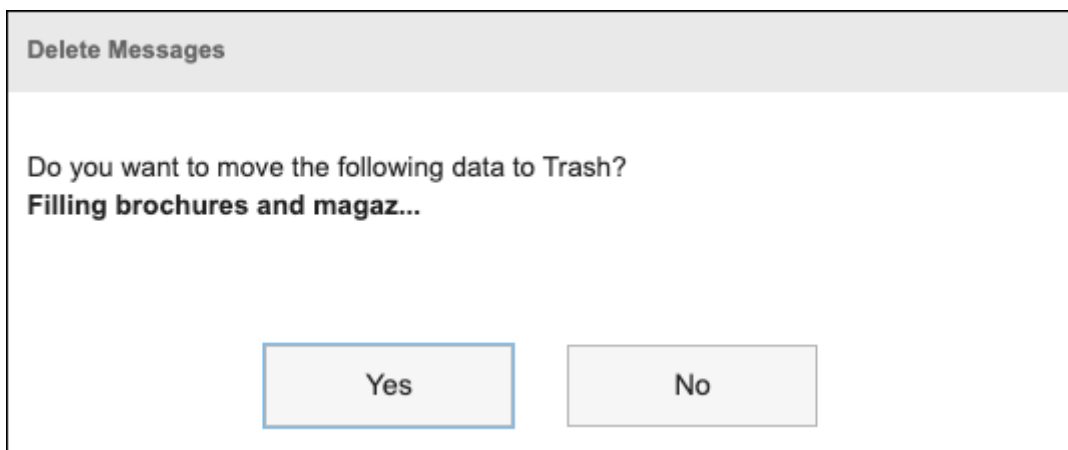 Delete Messages
Do you want to move the following data to Trash?
Filling brochures and magaz...
Yes
No